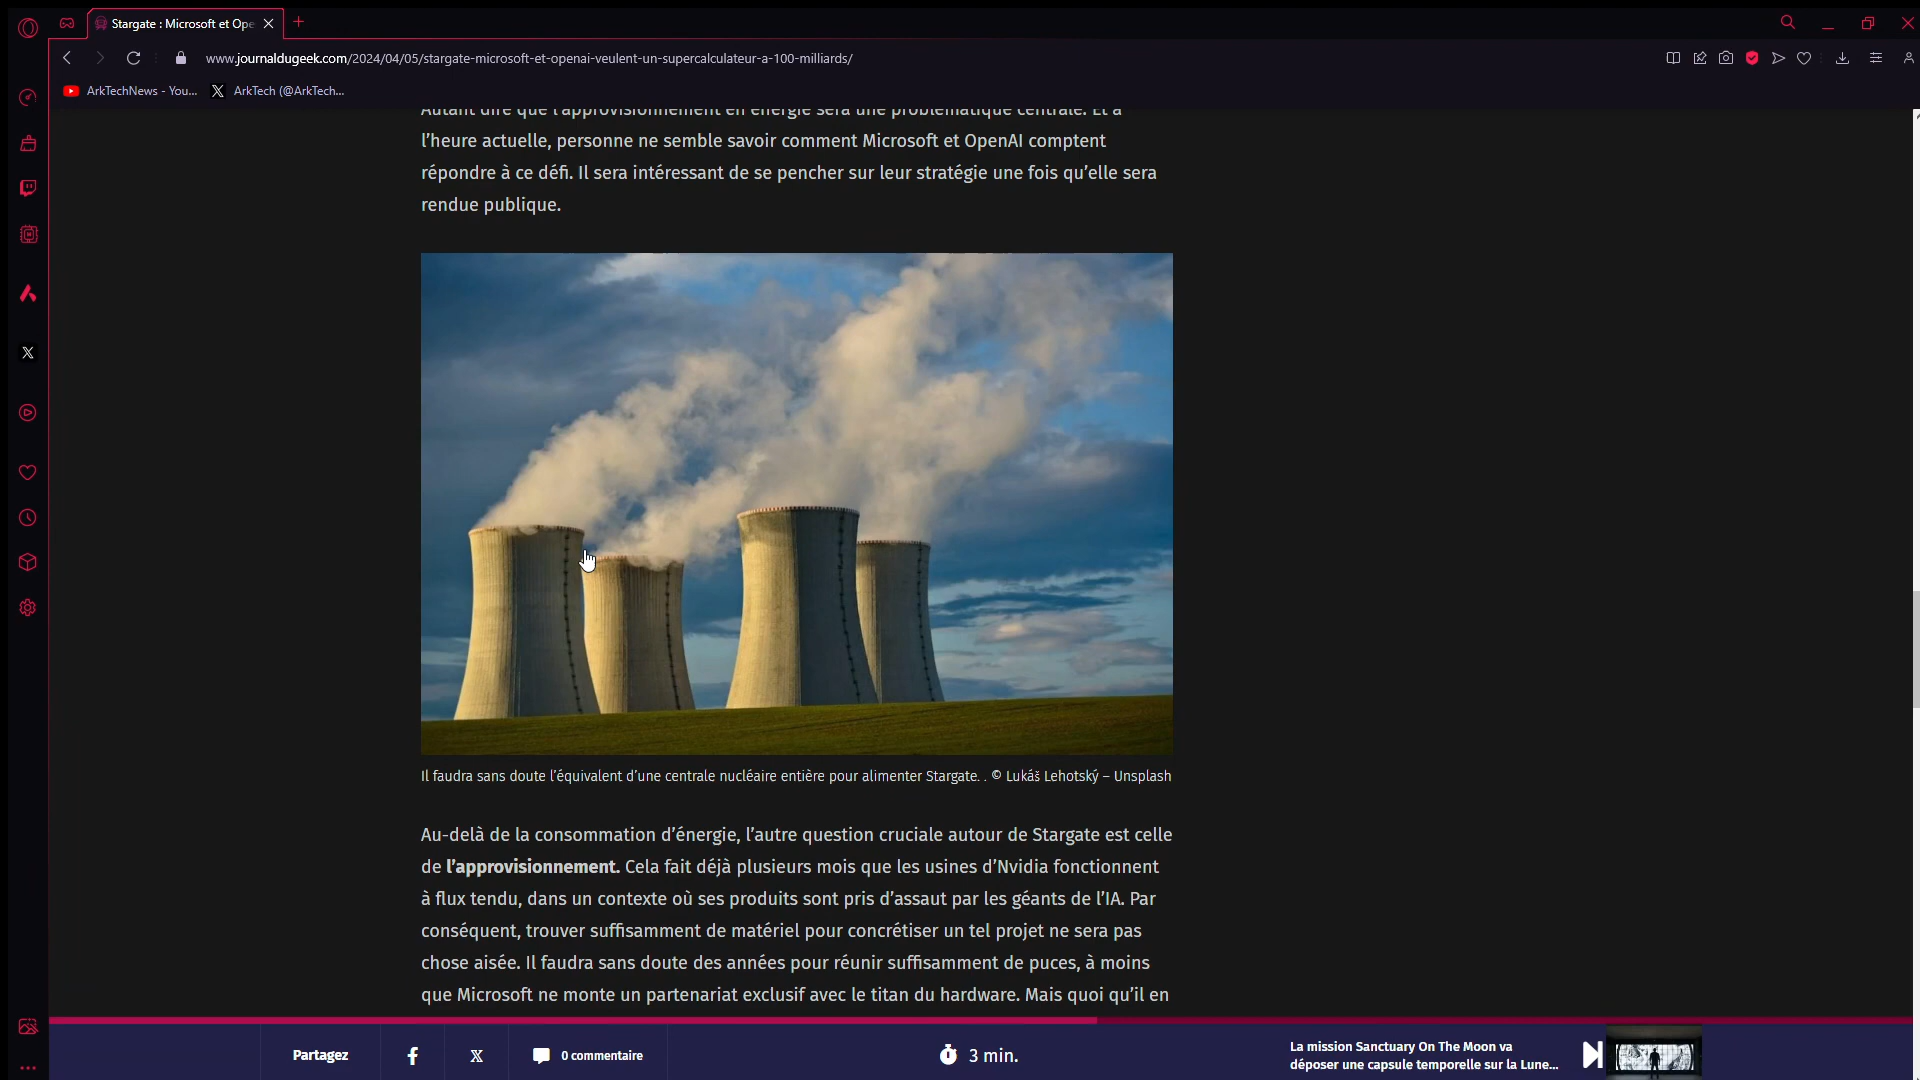 Stargate : Microsoft et Ope
www.journaldugeek.com/2024/04/05/stargate-microsoft-et-openai-veulent-un-supercalculateur-a-100-milliards/
ArkTechNews - You...
ArkTech (@ArkTech...
Autant dire que l'approvisionnement en énergie sera une problématique centrale. Et à
l'heure actuelle, personne ne semble savoir comment Microsoft et OpenAI comptent
répondre à ce défi. Il sera intéressant de se pencher sur leur stratégie une fois qu'elle sera
rendue publique.
Il faudra sans doute l'équivalent d'une centrale nucléaire entière pour alimenter Stargate. . © Lukáš Lehotský – Unsplash
Au-delà de la consommation d'énergie, l'autre question cruciale autour de Stargate est celle
de l'approvisionnement. Cela fait déjà plusieurs mois que les usines d'Nvidia fonctionnent
à flux tendu, dans un contexte où ses produits sont pris d'assaut par les géants de l'IA. Par
conséquent, trouver suffisamment de matériel pour concrétiser un tel projet ne sera pas
chose aisée. Il faudra sans doute des années pour réunir suffisamment de puces, à moins
que Microsoft ne monte un partenariat exclusif avec le titan du hardware. Mais quoi qu'il en
Partagez
0 commentaire
3 min.
La mission Sanctuary On The Moon va
déposer une capsule temporelle sur la Lune...